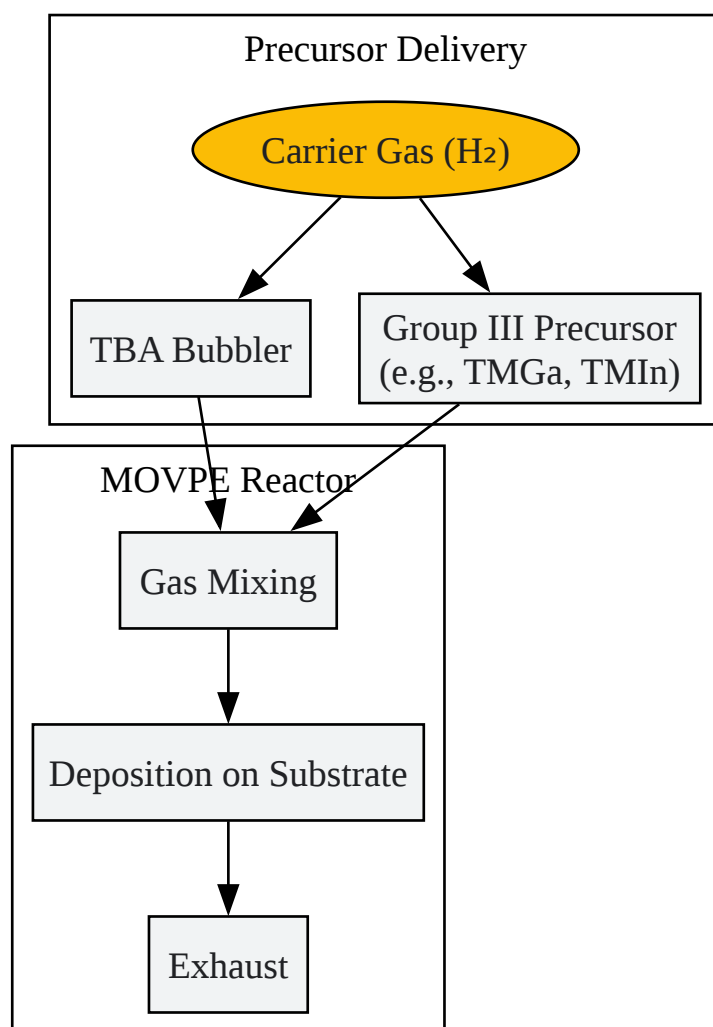 Precursor Delivery
Carrier Gas (H₂)
TBA Bubbler
Group III Precursor
(e.g., TMGa, TMIn)
MOVPE Reactor
Gas Mixing
Deposition on Substrate
Exhaust